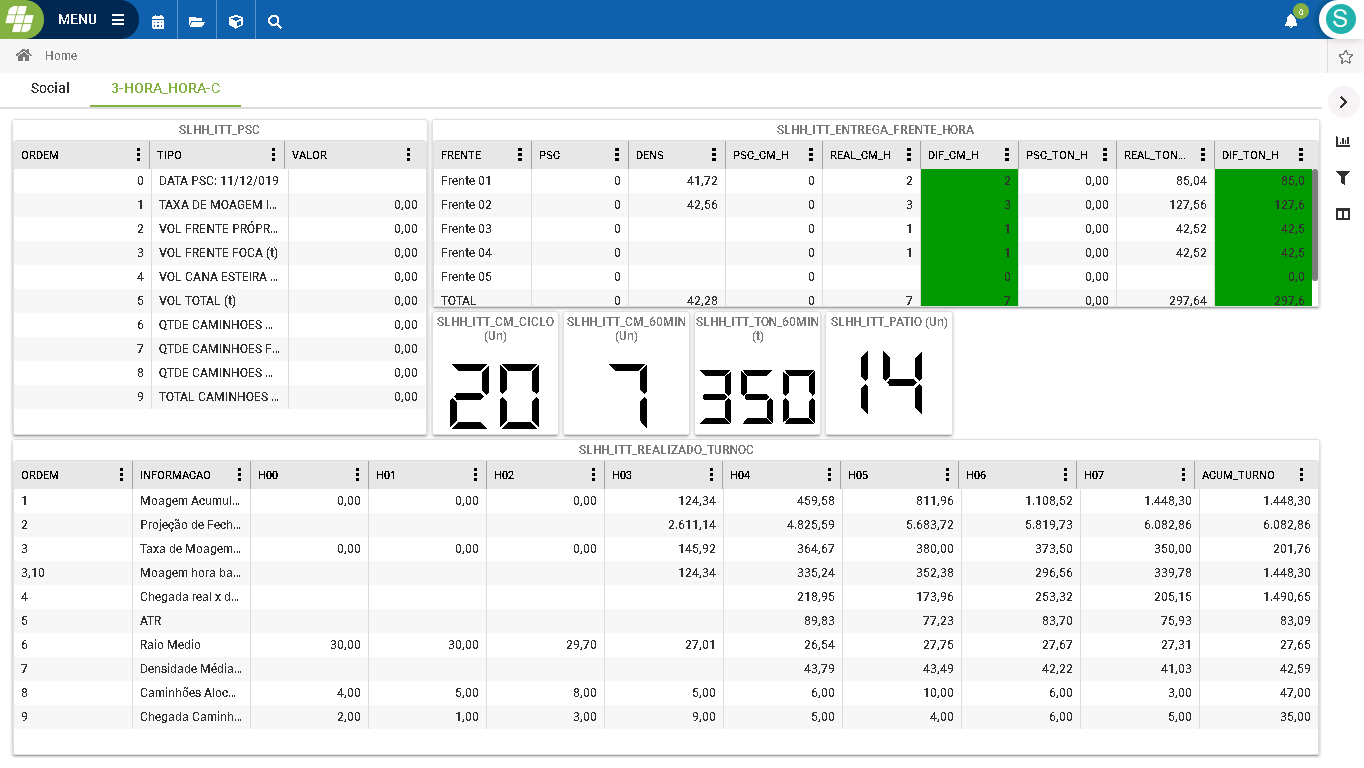 MENU
0
S
Home
Social 3-HORA_HORA-C
SLHH_ITT_PSC
ORDEM TIPO VALOR
0 DATA PSC: 11/12/019
1 TAXA DE MOAGEM I... 0,00
2 VOL FRENTE PRÓPR... 0,00
3 VOL FRENTE FOCA (t) 0,00
4 VOL CANA ESTEIRA ... 0,00
5 VOL TOTAL (t) 0,00
6 QTDE CAMINHOES ... 0,00
7 QTDE CAMINHOES F... 0,00
8 QTDE CAMINHOES ... 0,00
9 TOTAL CAMINHOES ... 0,00
SLHH_ITT_ENTREGA_FRENTE_HORA
FRENTE PSC DENS PSC_CM_H REAL_CM_H DIF_CM_H PSC_TON_H REAL_TON... DIF_TON_H
Frente 01 0 41,72 0 2 2 0,00 85,04 85,0
Frente 02 0 42,56 0 3 3 0,00 127,56 127,6
Frente 03 0 0 1 1 0,00 42,52 42,5
Frente 04 0 0 1 1 0,00 42,52 42,5
Frente 05 0 0 0 0,00 0,0
TOTAL 0 42,28 0 7 7 0,00 297,64 297,6
SLHH_ITT_CM_CICLO
(Un)
20
SLHH_ITT_CM_60MIN
(Un)
7
SLHH_ITT_TON_60MIN
(t)
350
SLHH_ITT_PATIO (Un)
14
SLHH_ITT_REALIZADO_TURNOC
ORDEM INFORMACAO H00 H01 H02 H03 H04 H05 H06 H07 ACUM_TURNO
1 Moagem Acumul... 0,00 0,00 0,00 124,34 459,58 811,96 1.108,52 1.448,30 1.448,30
2 Projeção de Fech... 2.611,14 4.825,59 5.683,72 5.819,73 6.082,86 6.082,86
3 Taxa de Moagem... 0,00 0,00 0,00 145,92 364,67 380,00 373,50 350,00 201,76
3,10 Moagem hora ba... 124,34 335,24 352,38 296,56 339,78 1.448,30
4 Chegada real x d... 218,95 173,96 253,32 205,15 1.490,65
5 ATR 89,83 77,23 83,70 75,93 83,09
6 Raio Medio 30,00 30,00 29,70 27,01 26,54 27,75 27,67 27,31 27,65
7 Densidade Média... 43,79 43,49 42,22 41,03 42,59
8 Caminhões Aloc... 4,00 5,00 8,00 5,00 6,00 10,00 6,00 3,00 47,00
9 Chegada Caminh... 2,00 1,00 3,00 9,00 5,00 4,00 6,00 5,00 35,00